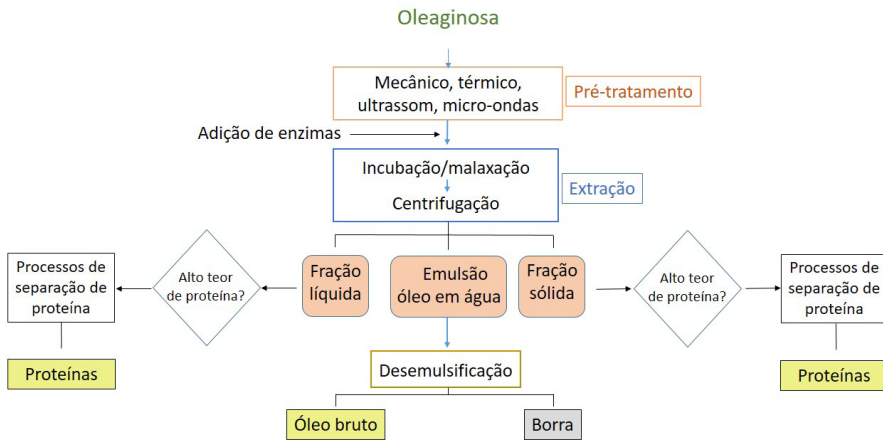 Oleaginosa
Mecânico, térmico,
ultrassom, micro-ondas
Pré-tratamento
Adição de enzimas
Incubação/malaxação
Centrifugação
Extração
Processos de
separação de
proteína
Alto teor
de proteína?
Fração
líquida
Emulsão
óleo em água
Fração
sólida
Alto teor
de proteína?
Processos de
separação de
proteína
Proteínas
Desemulsificação
Proteínas
Óleo bruto
Borra